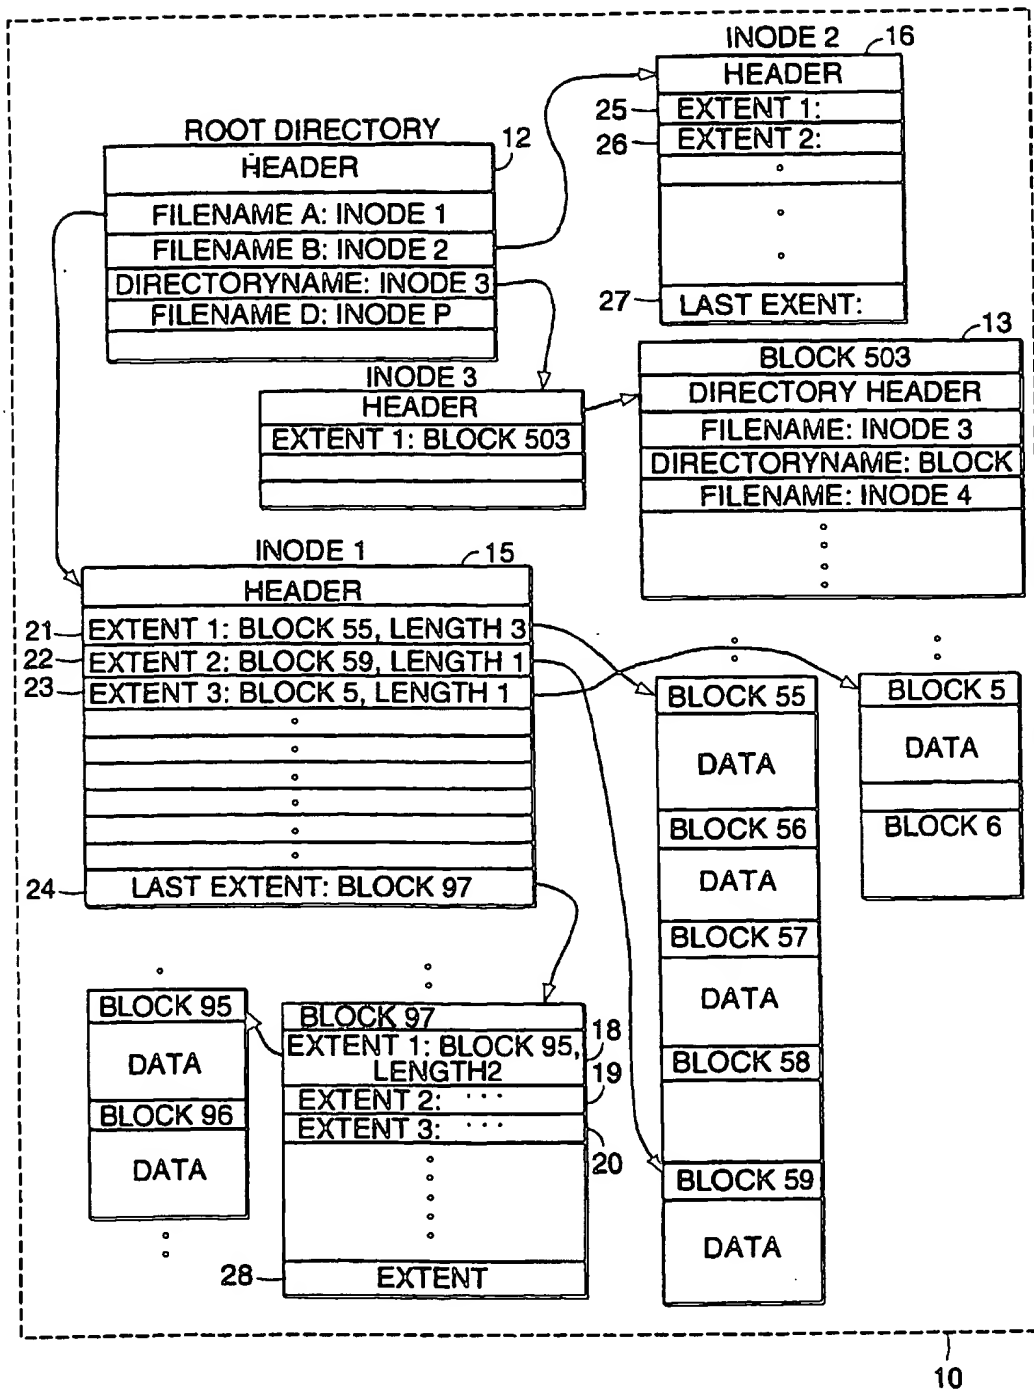 INODE 2
16
HEADER
25
EXTENT 1:
26
EXTENT 2:
27
LAST EXENT:
ROOT DIRECTORY
12
HEADER
FILENAME A: INODE 1
FILENAME B: INODE 2
DIRECTORYNAME: INODE 3
FILENAME D: INODE P
13
BLOCK 503
DIRECTORY HEADER
FILENAME: INODE 3
DIRECTORYNAME: BLOCK
FILENAME: INODE 4
INODE 3
HEADER
EXTENT 1: BLOCK 503
INODE 1
15
HEADER
21
EXTENT 1: BLOCK 55, LENGTH 3
22
EXTENT 2: BLOCK 59, LENGTH 1
23
EXTENT 3: BLOCK 5, LENGTH 1
24
LAST EXTENT: BLOCK 97
BLOCK 55
DATA
BLOCK 56
DATA
BLOCK 57
DATA
BLOCK 58
BLOCK 59
DATA
BLOCK 5
DATA
BLOCK 6
BLOCK 95
DATA
BLOCK 96
DATA
BLOCK 97
EXTENT 1: BLOCK 95,
LENGTH2
18
EXTENT 2: ...
19
EXTENT 3: ...
20
28
EXTENT
10